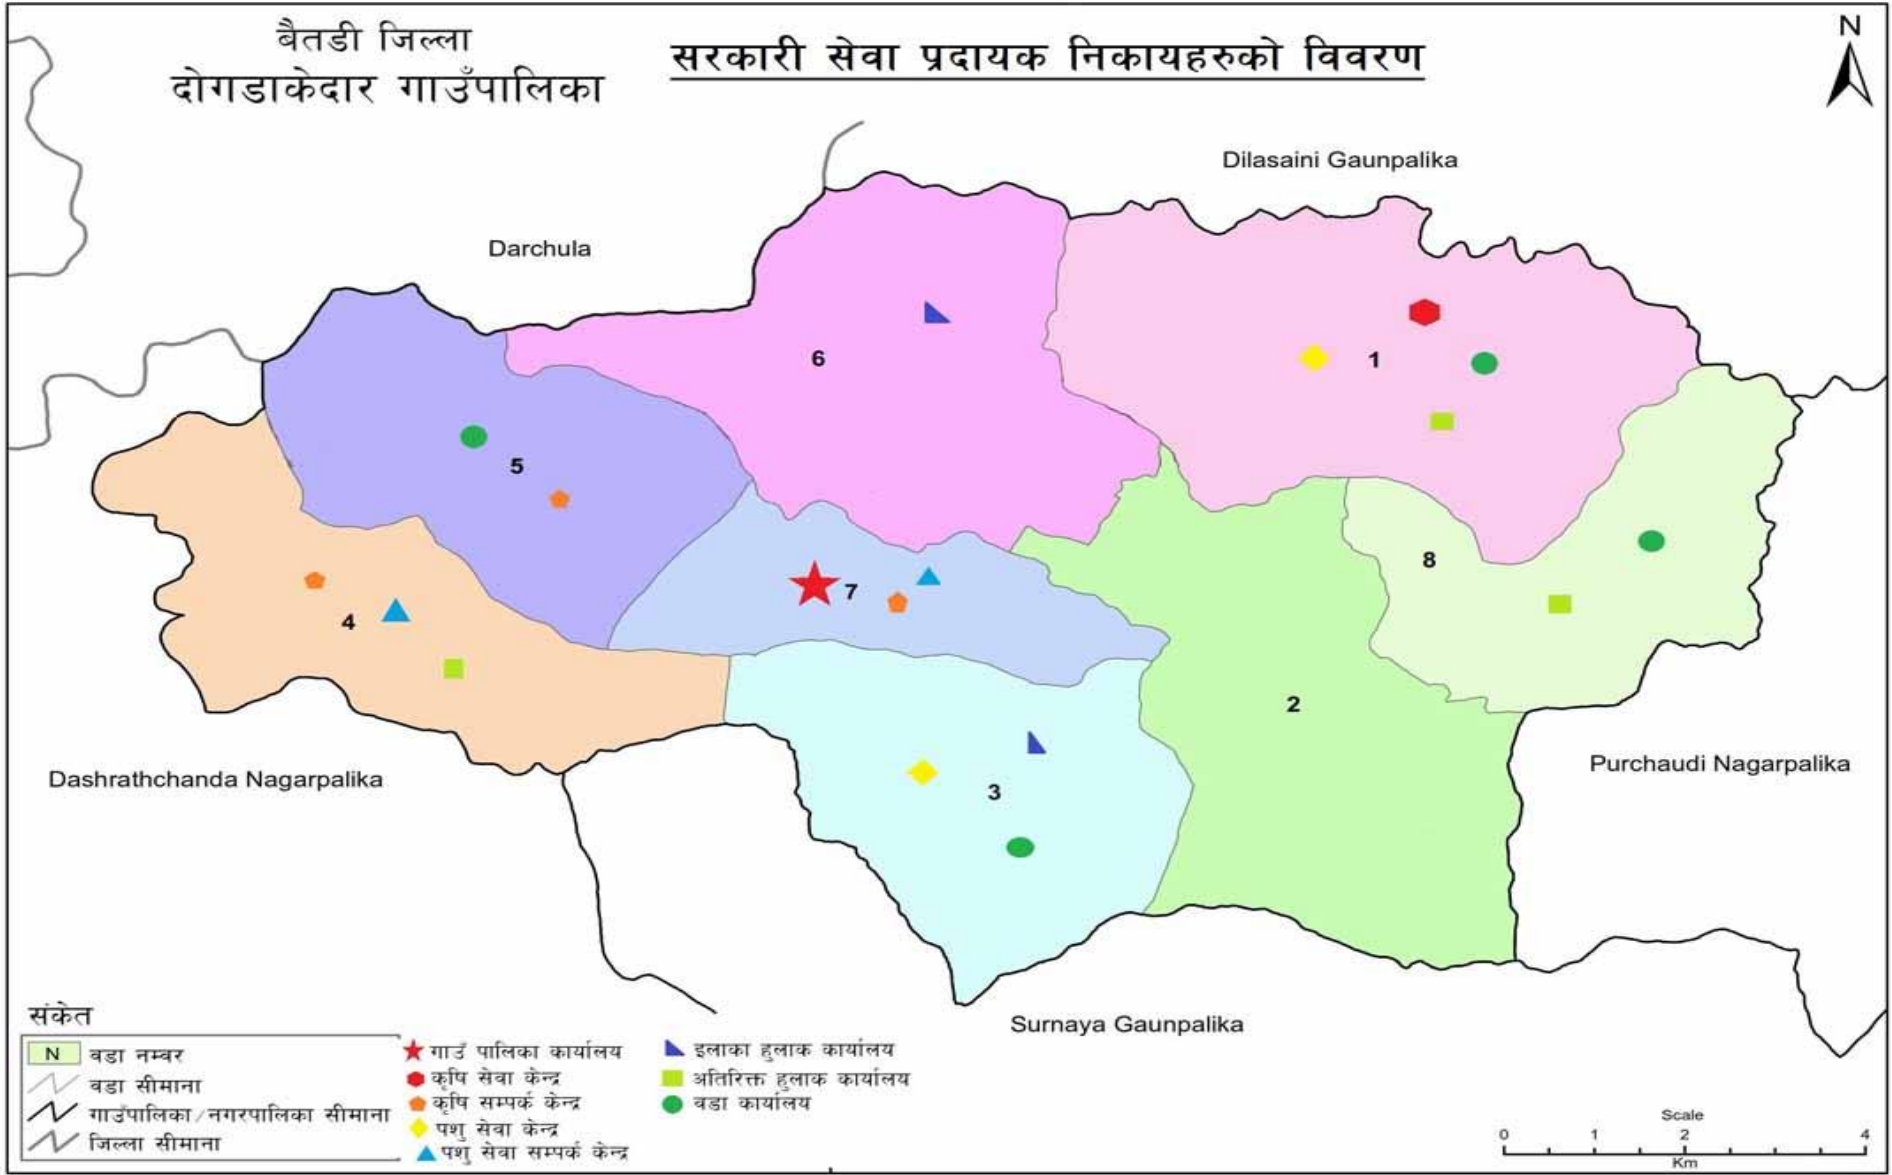 बैतडी जिल्ला
दोगडाकेदार गाउँपालिका
सरकारी सेवा प्रदायक निकायहरुको विवरण
N
Dilasaini Gaunpalika
Darchula
6
1
5
8
7
4
2
3
Dashrathchanda Nagarpalika
Purchaudi Nagarpalika
Surnaya Gaunpalika
संकेत
N वडा नम्बर
वडा सीमाना
गाउँपालिका/नगरपालिका सीमाना
जिल्ला सीमाना
गाउँ पालिका कार्यालय
कृषि सेवा केन्द्र
कृषि सम्पर्क केन्द्र
पशु सेवा केन्द्र
पशु सेवा सम्पर्क केन्द्र
इलाका हुलाक कार्यालय
अतिरिक्त हुलाक कार्यालय
वडा कार्यालय
Scale
0 1 2 4
Km